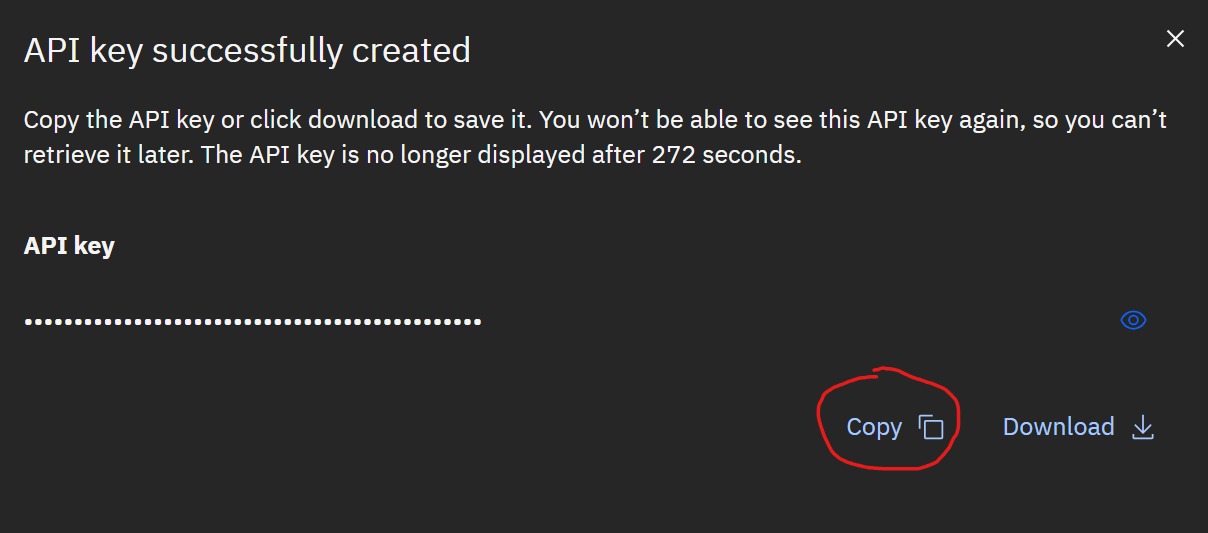 API key successfully created
Copy the API key or click download to save it. You won’t be able to see this API key again, so you can’t
retrieve it later. The API key is no longer displayed after 272 seconds.
API key
••••••••••••••••••••••••••••••••••••••••••••
Copy
Download